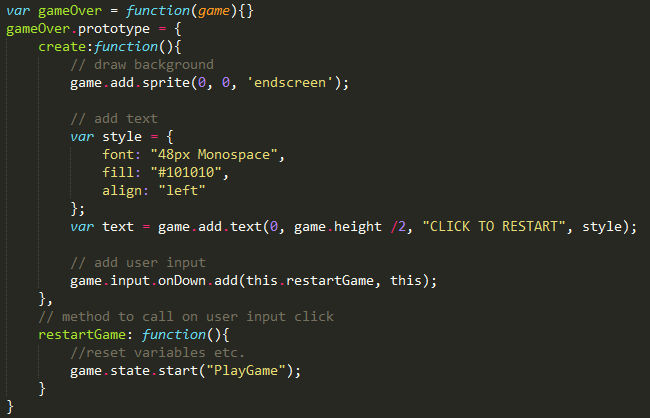 var gameOver = function(game){}
gameOver.prototype = {
    create:function(){
        // draw background
        game.add.sprite(0, 0, 'endscreen');

        // add text
        var style = {
            font: "48px Monospace",
            fill: "#101010",
            align: "left"
        };
        var text = game.add.text(0, game.height /2, "CLICK TO RESTART", style);

        // add user input
        game.input.onDown.add(this.restartGame, this);
    },
    // method to call on user input click
    restartGame: function(){
        //reset variables etc.
        game.state.start("PlayGame");
    }
}